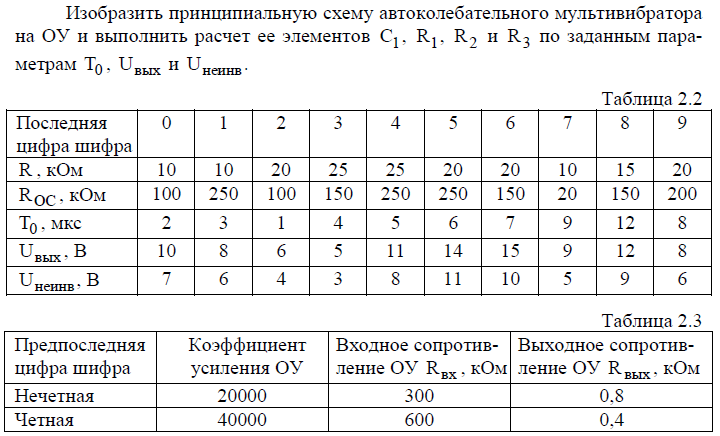 Изобразить принципиальную схему автоколебательного мультивибратора
на ОУ и выполнить расчет ее элементов C1, R1, R2 и R3 по заданным пара-
метрам T0, Uвых и Uнеинв.
Таблица 2.2
Последняя цифра шифра 0 1 2 3 4 5 6 7 8 9
R, кОм 10 10 20 25 25 20 20 10 15 20
RОС, кОм 100 250 100 150 250 250 150 20 150 200
T0, мкс 2 3 1 4 5 6 7 9 12 8
Uвых, В 10 8 6 5 11 14 15 9 12 8
Uнеинв, В 7 6 4 3 8 11 10 5 9 6
Таблица 2.3
Предпоследняя Коэффициент Входное сопротив- Выходное сопротив-
цифра шифра усиления ОУ ление ОУ Rвх, кОм ление ОУ Rвых, кОм
Нечетная 20000 300 0,8
Четная 40000 600 0,4